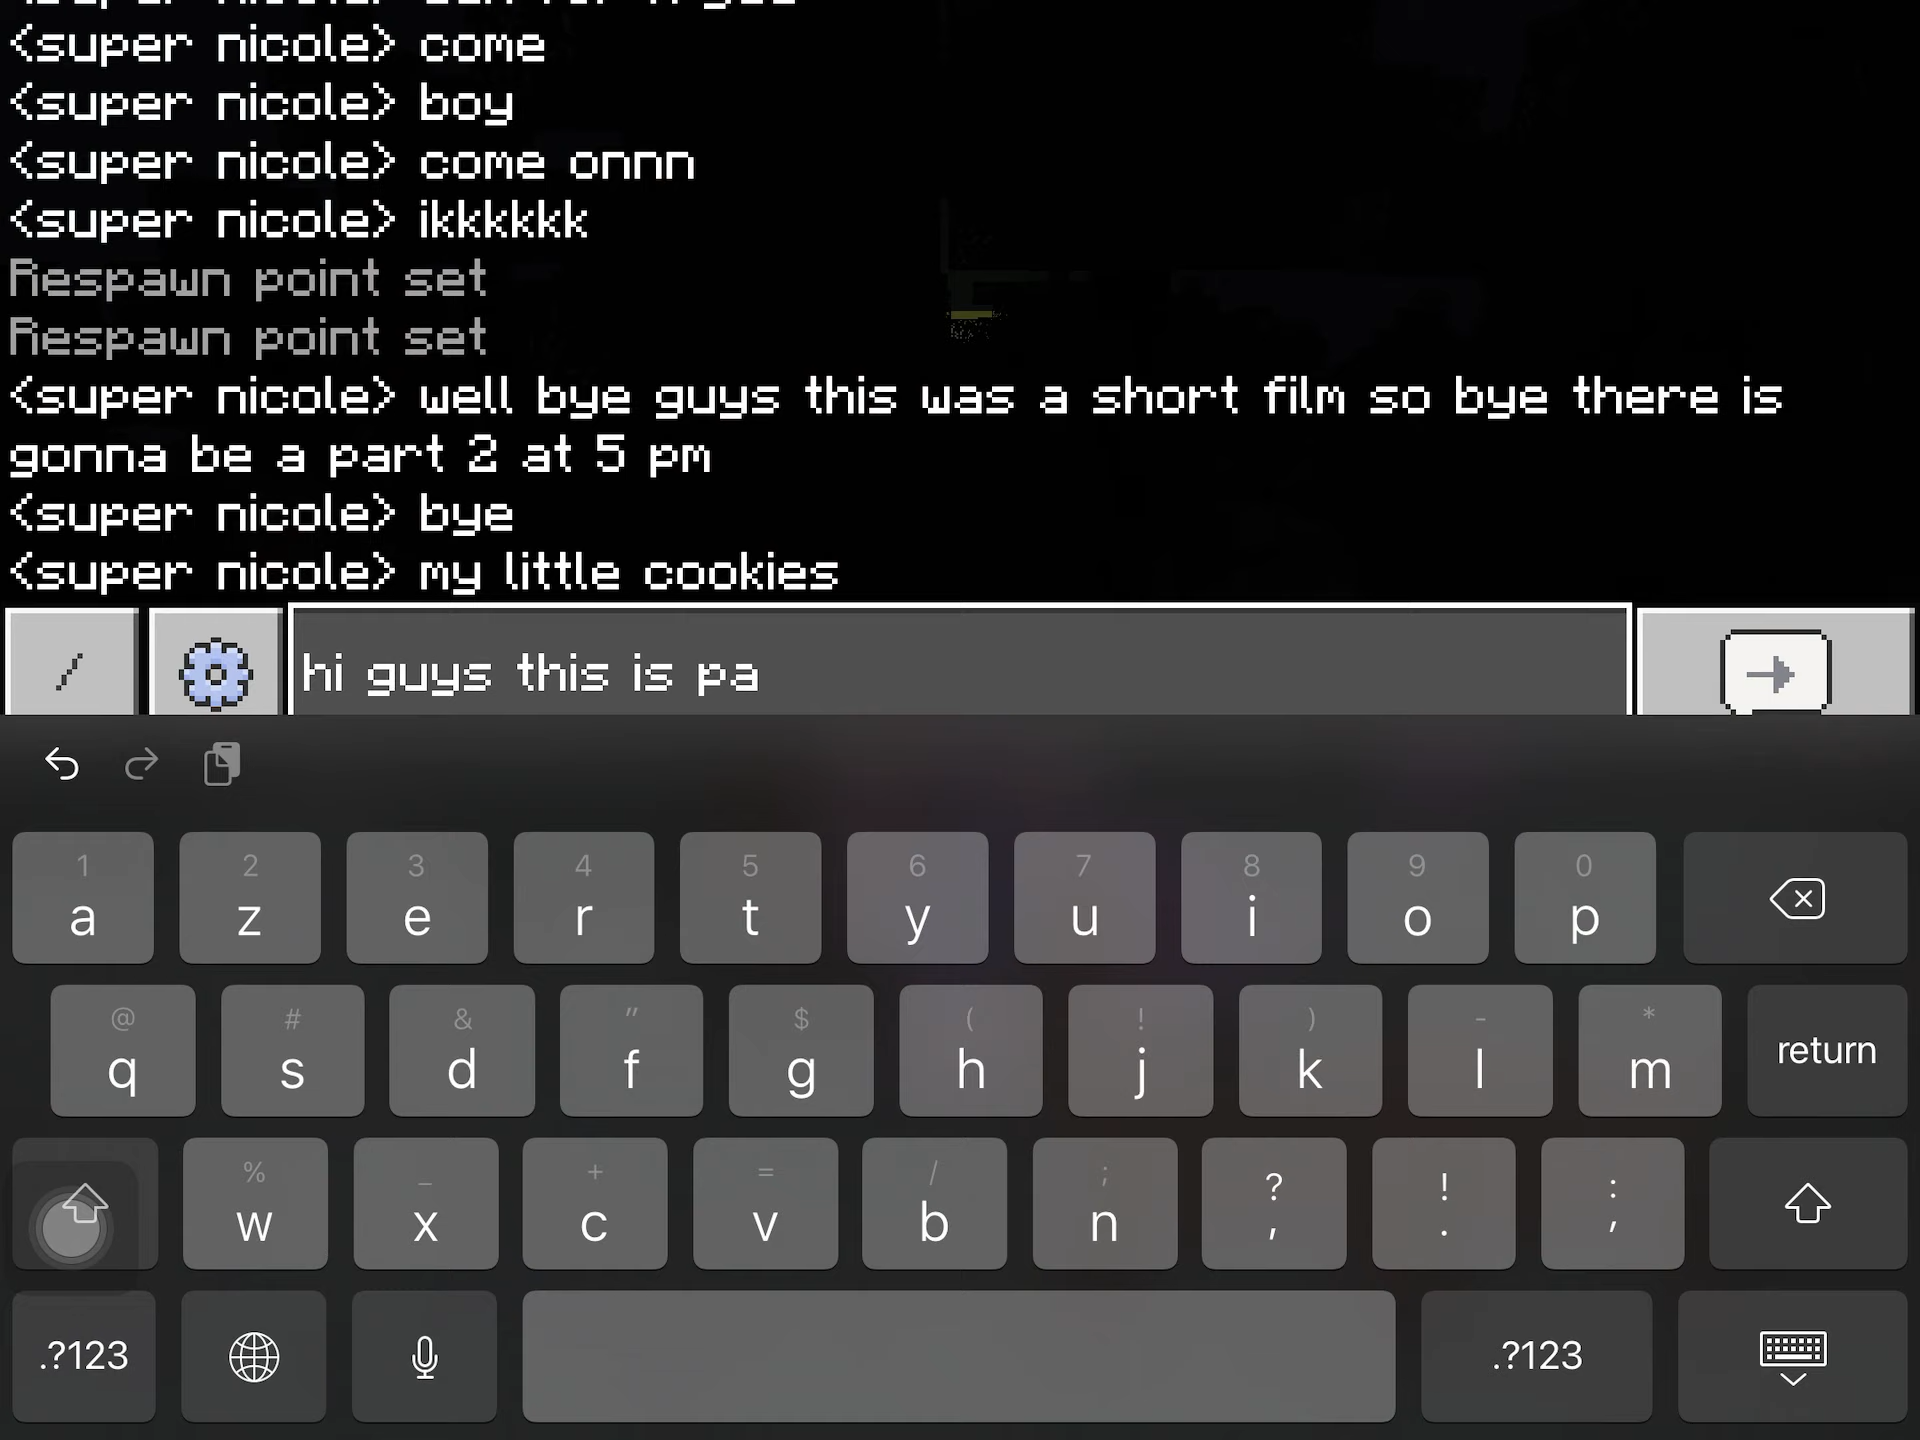 <super nicole> come
<super nicole> boy
<super nicole> come onnn
<super nicole> ikkkkkk
Respawn point set
Respawn point set
<super nicole> well bye guys this was a short film so bye there is
gonna be a part 2 at 5 pm
<super nicole> bye
<super nicole> my little cookies
/ hi guys this is pa
1 2 3 4 5 6 7 8 9 0
a z e r t y u i o p
@ # & " $ ( ! ) - *
q s d f g h j k l m return
% _ + = / ; ? ! :
w x c v b n , . '
.?123 .?123